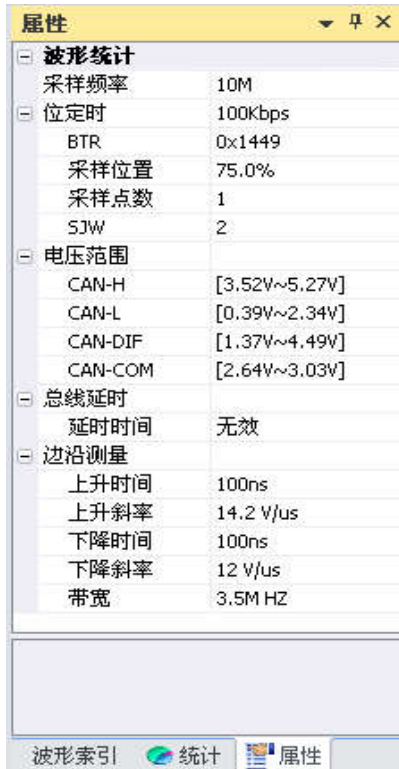 属性
波形统计
采样频率 10M
位定时 100Kbps
BTR 0x1449
采样位置 75.0%
采样点数 1
SJW 2
电压范围
CAN-H [3.52V~5.27V]
CAN-L [0.39V~2.34V]
CAN-DIF [1.37V~4.49V]
CAN-COM [2.64V~3.03V]
总线延时
延时时间 无效
边沿测量
上升时间 100ns
上升斜率 14.2 V/us
下降时间 100ns
下降斜率 12 V/us
带宽 3.5M HZ
波形索引 统计 属性